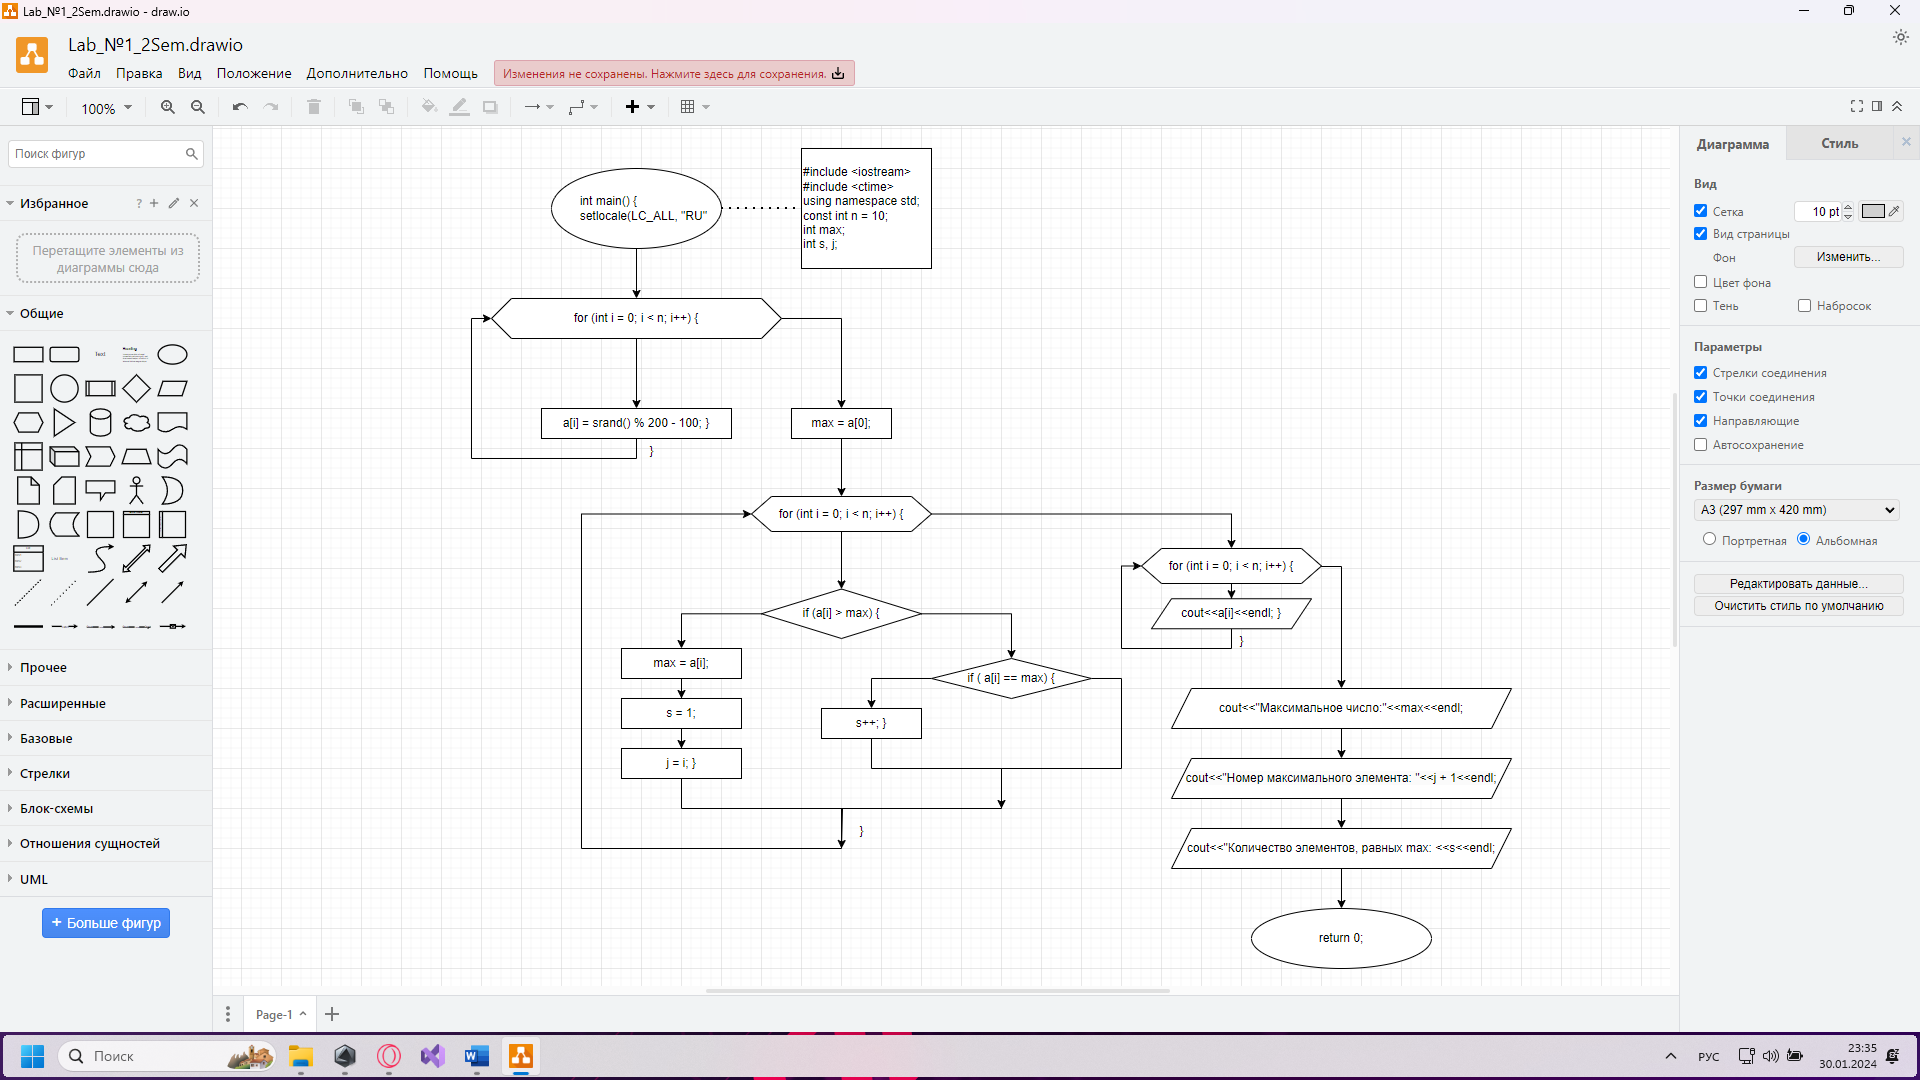 Lab_№1_2Sem.drawio - draw.io
Lab_№1_2Sem.drawio
Файл Правка Вид Положение Дополнительно Помощь
Изменения не сохранены. Нажмите здесь для сохранения.
100%
Поиск фигур
Избранное
?
Перетащите элементы из
диаграммы сюда
Общие
Text
Heading
List Item
Прочее
Расширенные
Базовые
Стрелки
Блок-схемы
Отношения сущностей
UML
+ Больше фигур
int main() {
setlocale(LC_ALL, "RU"
#include <iostream>
#include <ctime>
using namespace std;
const int n = 10;
int max;
int s, j;
for (int i = 0; i < n; i++) {
a[i] = srand() % 200 - 100; }
}
max = a[0];
for (int i = 0; i < n; i++) {
if (a[i] > max) {
max = a[i];
s = 1;
j = i; }
if ( a[i] == max) {
s++; }
}
for (int i = 0; i < n; i++) {
cout<<a[i]<<endl; }
}
cout<<"Максимальное число:"<<max<<endl;
cout<<"Номер максимального элемента: "<<j + 1<<endl;
cout<<"Количество элементов, равных max: <<s<<endl;
return 0;
Диаграмма
Стиль
Вид
Сетка
10 pt
Вид страницы
Фон
Изменить...
Цвет фона
Тень
Набросок
Параметры
Стрелки соединения
Точки соединения
Направляющие
Автосохранение
Размер бумаги
A3 (297 mm x 420 mm)
Портретная
Альбомная
Редактировать данные...
Очистить стиль по умолчанию
Page-1
Поиск
РУС
23:35
30.01.2024